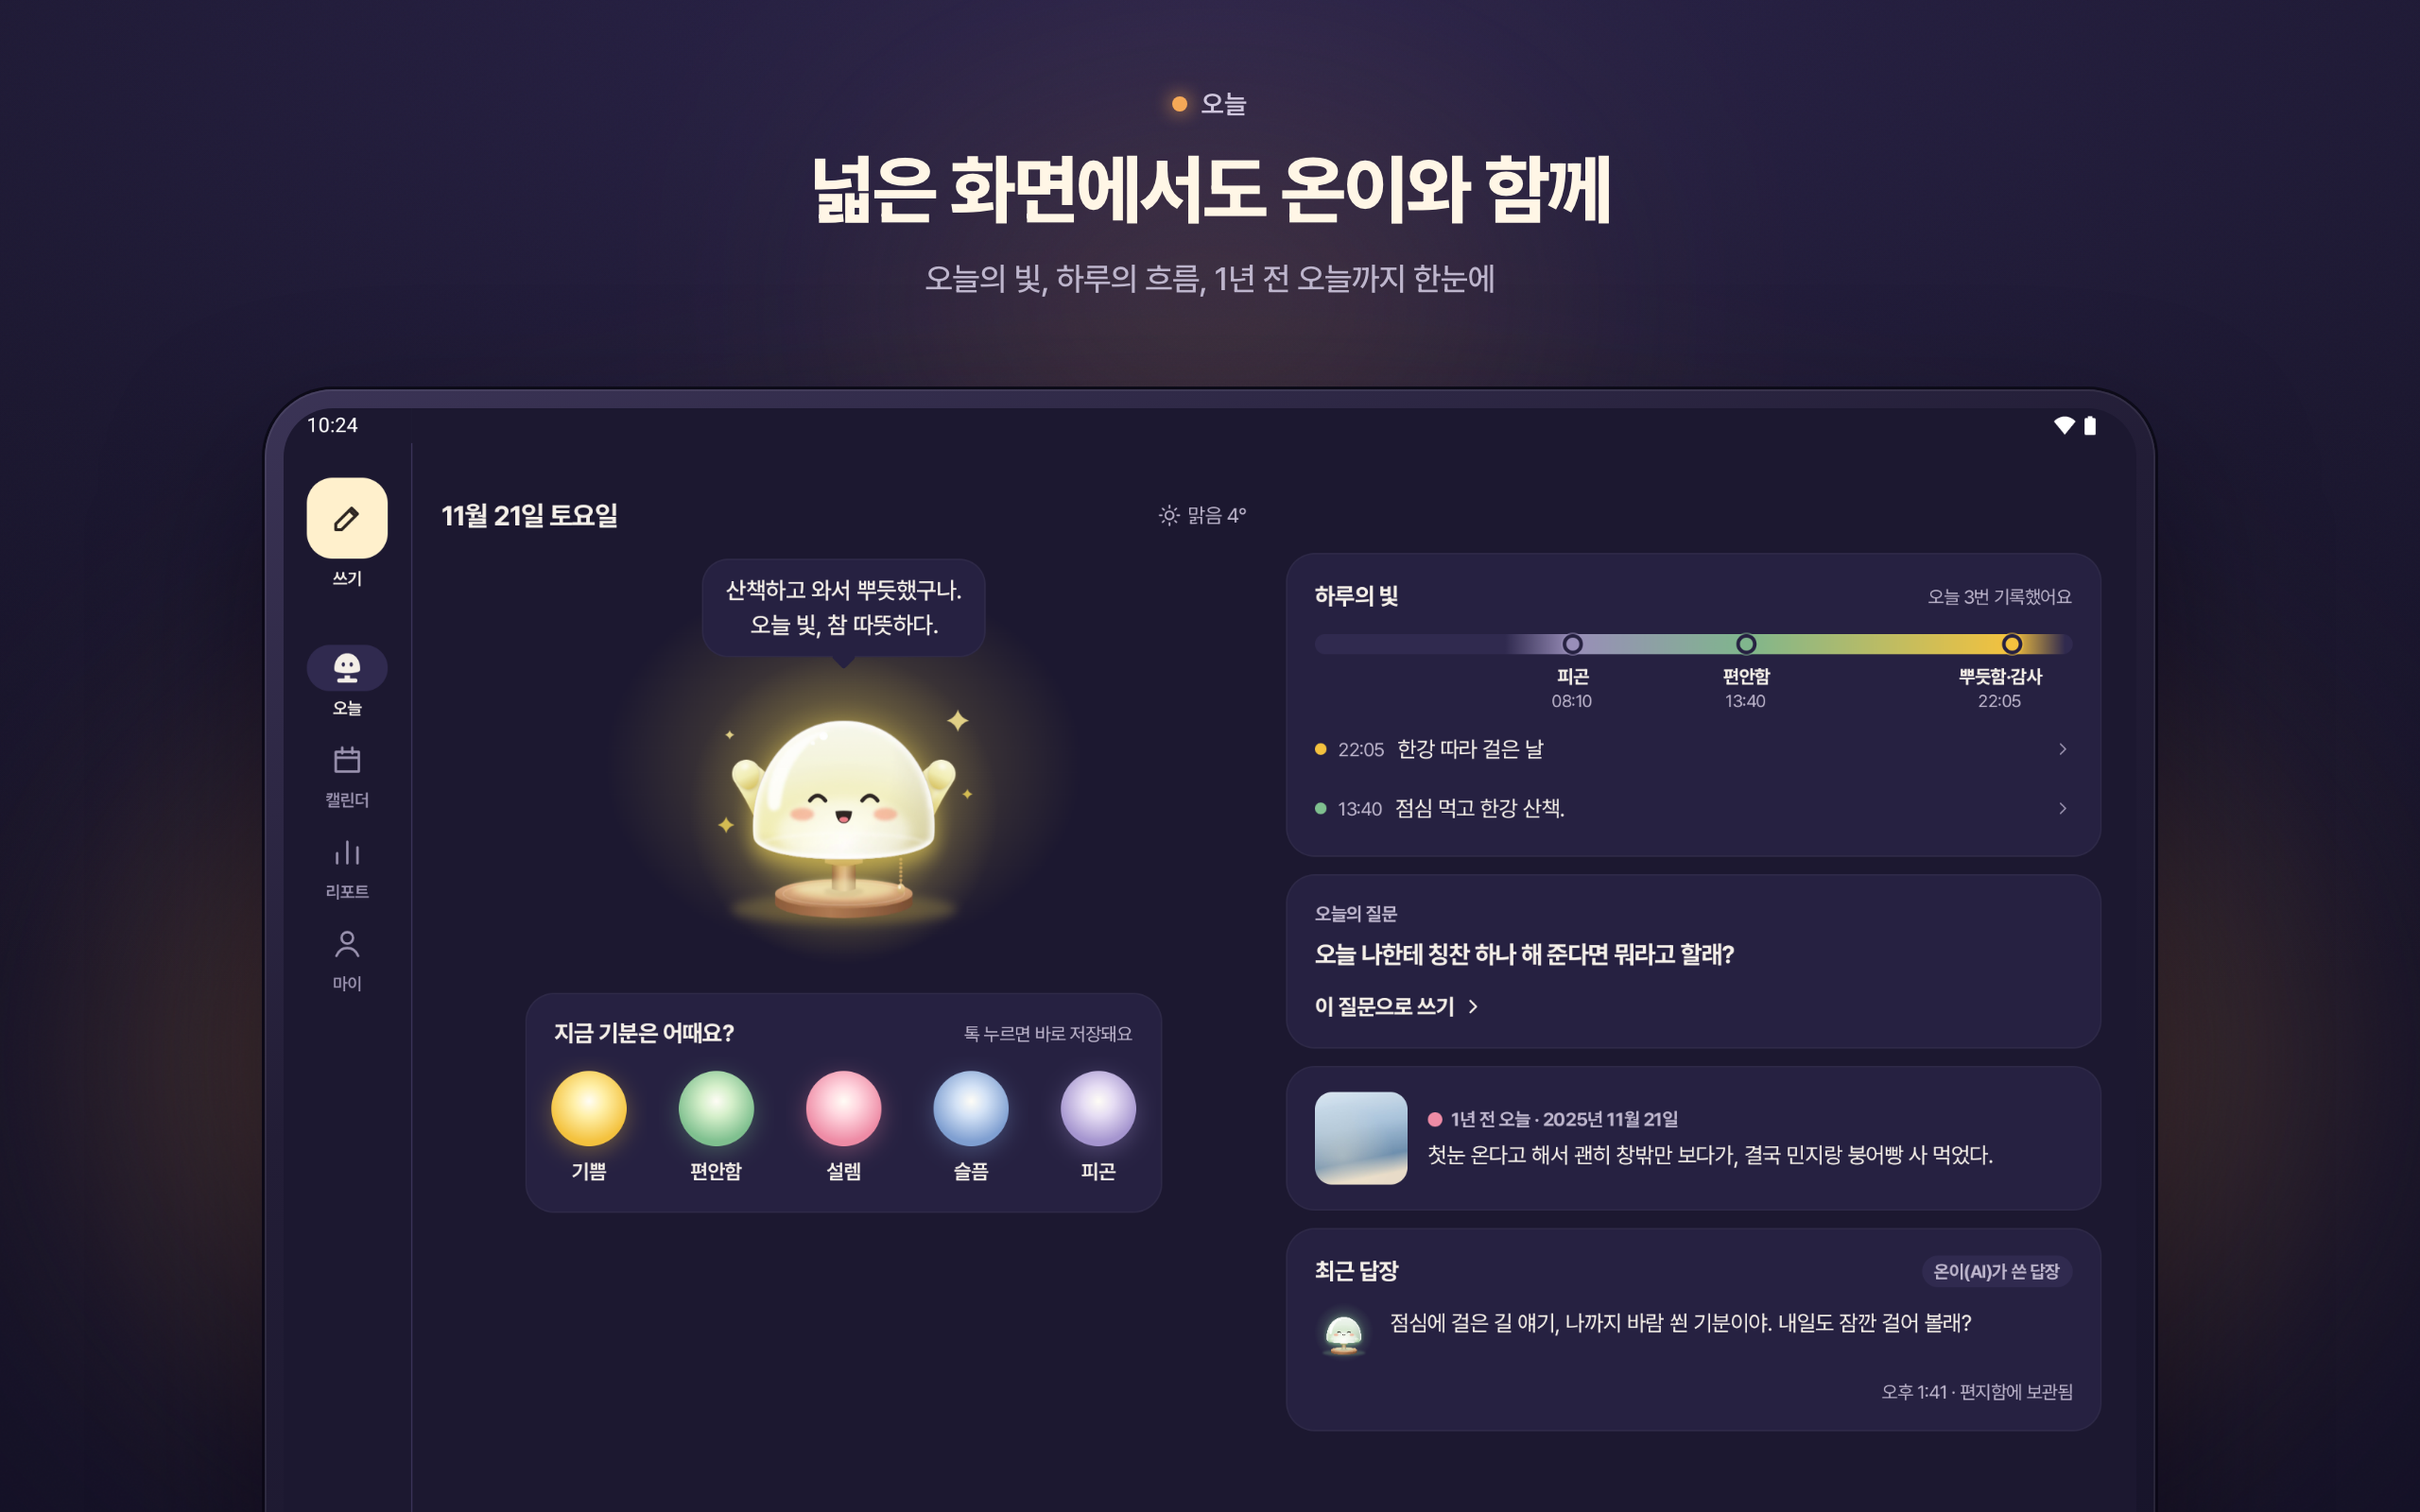 오늘
넓은 화면에서도 온이와 함께
오늘의 빛, 하루의 흐름, 1년 전 오늘까지 한눈에
10:24
쓰기
오늘
캘린더
리포트
마이
11월 21일 토요일
맑음 4°
산책하고 와서 뿌듯했구나.
오늘 빛, 참 따뜻하다.
지금 기분은 어때요?
톡 누르면 바로 저장돼요
기쁨
편안함
설렘
슬픔
피곤
하루의 빛
오늘 3번 기록했어요
피곤
08:10
편안함
13:40
뿌듯함·감사
22:05
22:05 한강 따라 걸은 날
13:40 점심 먹고 한강 산책.
오늘의 질문
오늘 나한테 칭찬 하나 해 준다면 뭐라고 할래?
이 질문으로 쓰기
1년 전 오늘 · 2025년 11월 21일
첫눈 온다고 해서 괜히 창밖만 보다가, 결국 민지랑 붕어빵 사 먹었다.
최근 답장
온이(AI)가 쓴 답장
점심에 걸은 길 얘기, 나까지 바람 쐰 기분이야. 내일도 잠깐 걸어 볼래?
오후 1:41 · 편지함에 보관됨